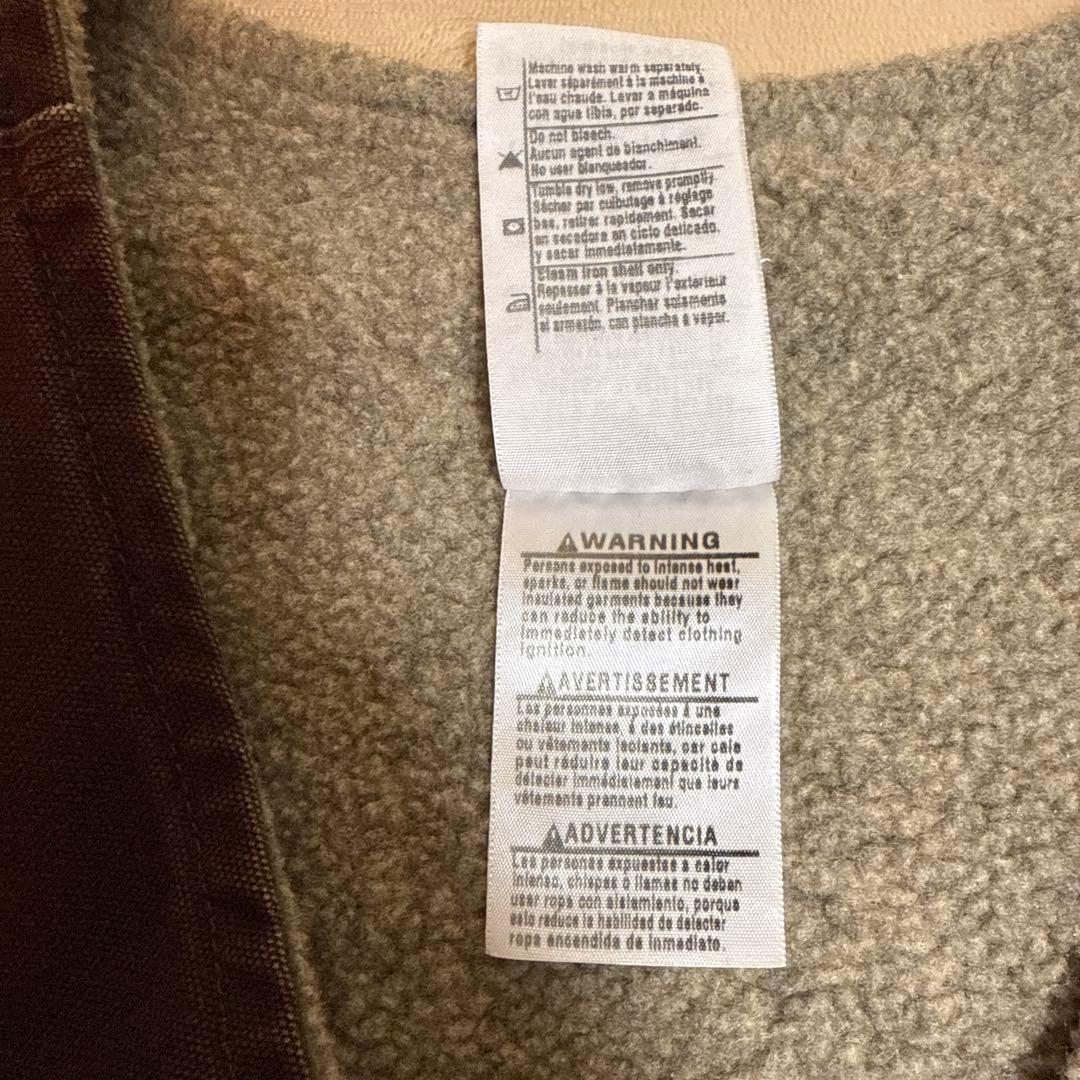 Machine wash warm separately.
Laver séparément à la machine à
l'eau chaude. Lavar a máquina
con agua tibia, por separado.
Do not bleach.
Aucun agent de blanchiment.
No usar blanqueador.
Tumble dry low, remove promptly
Sécher par culbutage à réglage
bas, retirer rapidement. Secar
en secadora en ciclo delicado.
y sacar inmediatamente.
Steam iron shell only.
Repasser à la vapeur l'extérieur
seulement. Planchar solamente
el armazón, con plancha a vapor.
WARNING
Persons exposed to intense heat,
sparks, or flame should not wear
insulated garments because they
can reduce the ability to
immediately detect clothing
ignition.
AVERTISSEMENT
Les personnes exposées à une
chaleur intense, à des étincelles
ou vêtements isolants, car cela
peut réduire leur capacité de
détecter immédiatement que leurs
vêtements prennent feu.
ADVERTENCIA
Las personas expuestas a calor
intenso, chispas o llamas no deban
usar ropa con aislamiento, porque
esto reduce la habilidad de detectar
ropa encendida de inmediato.